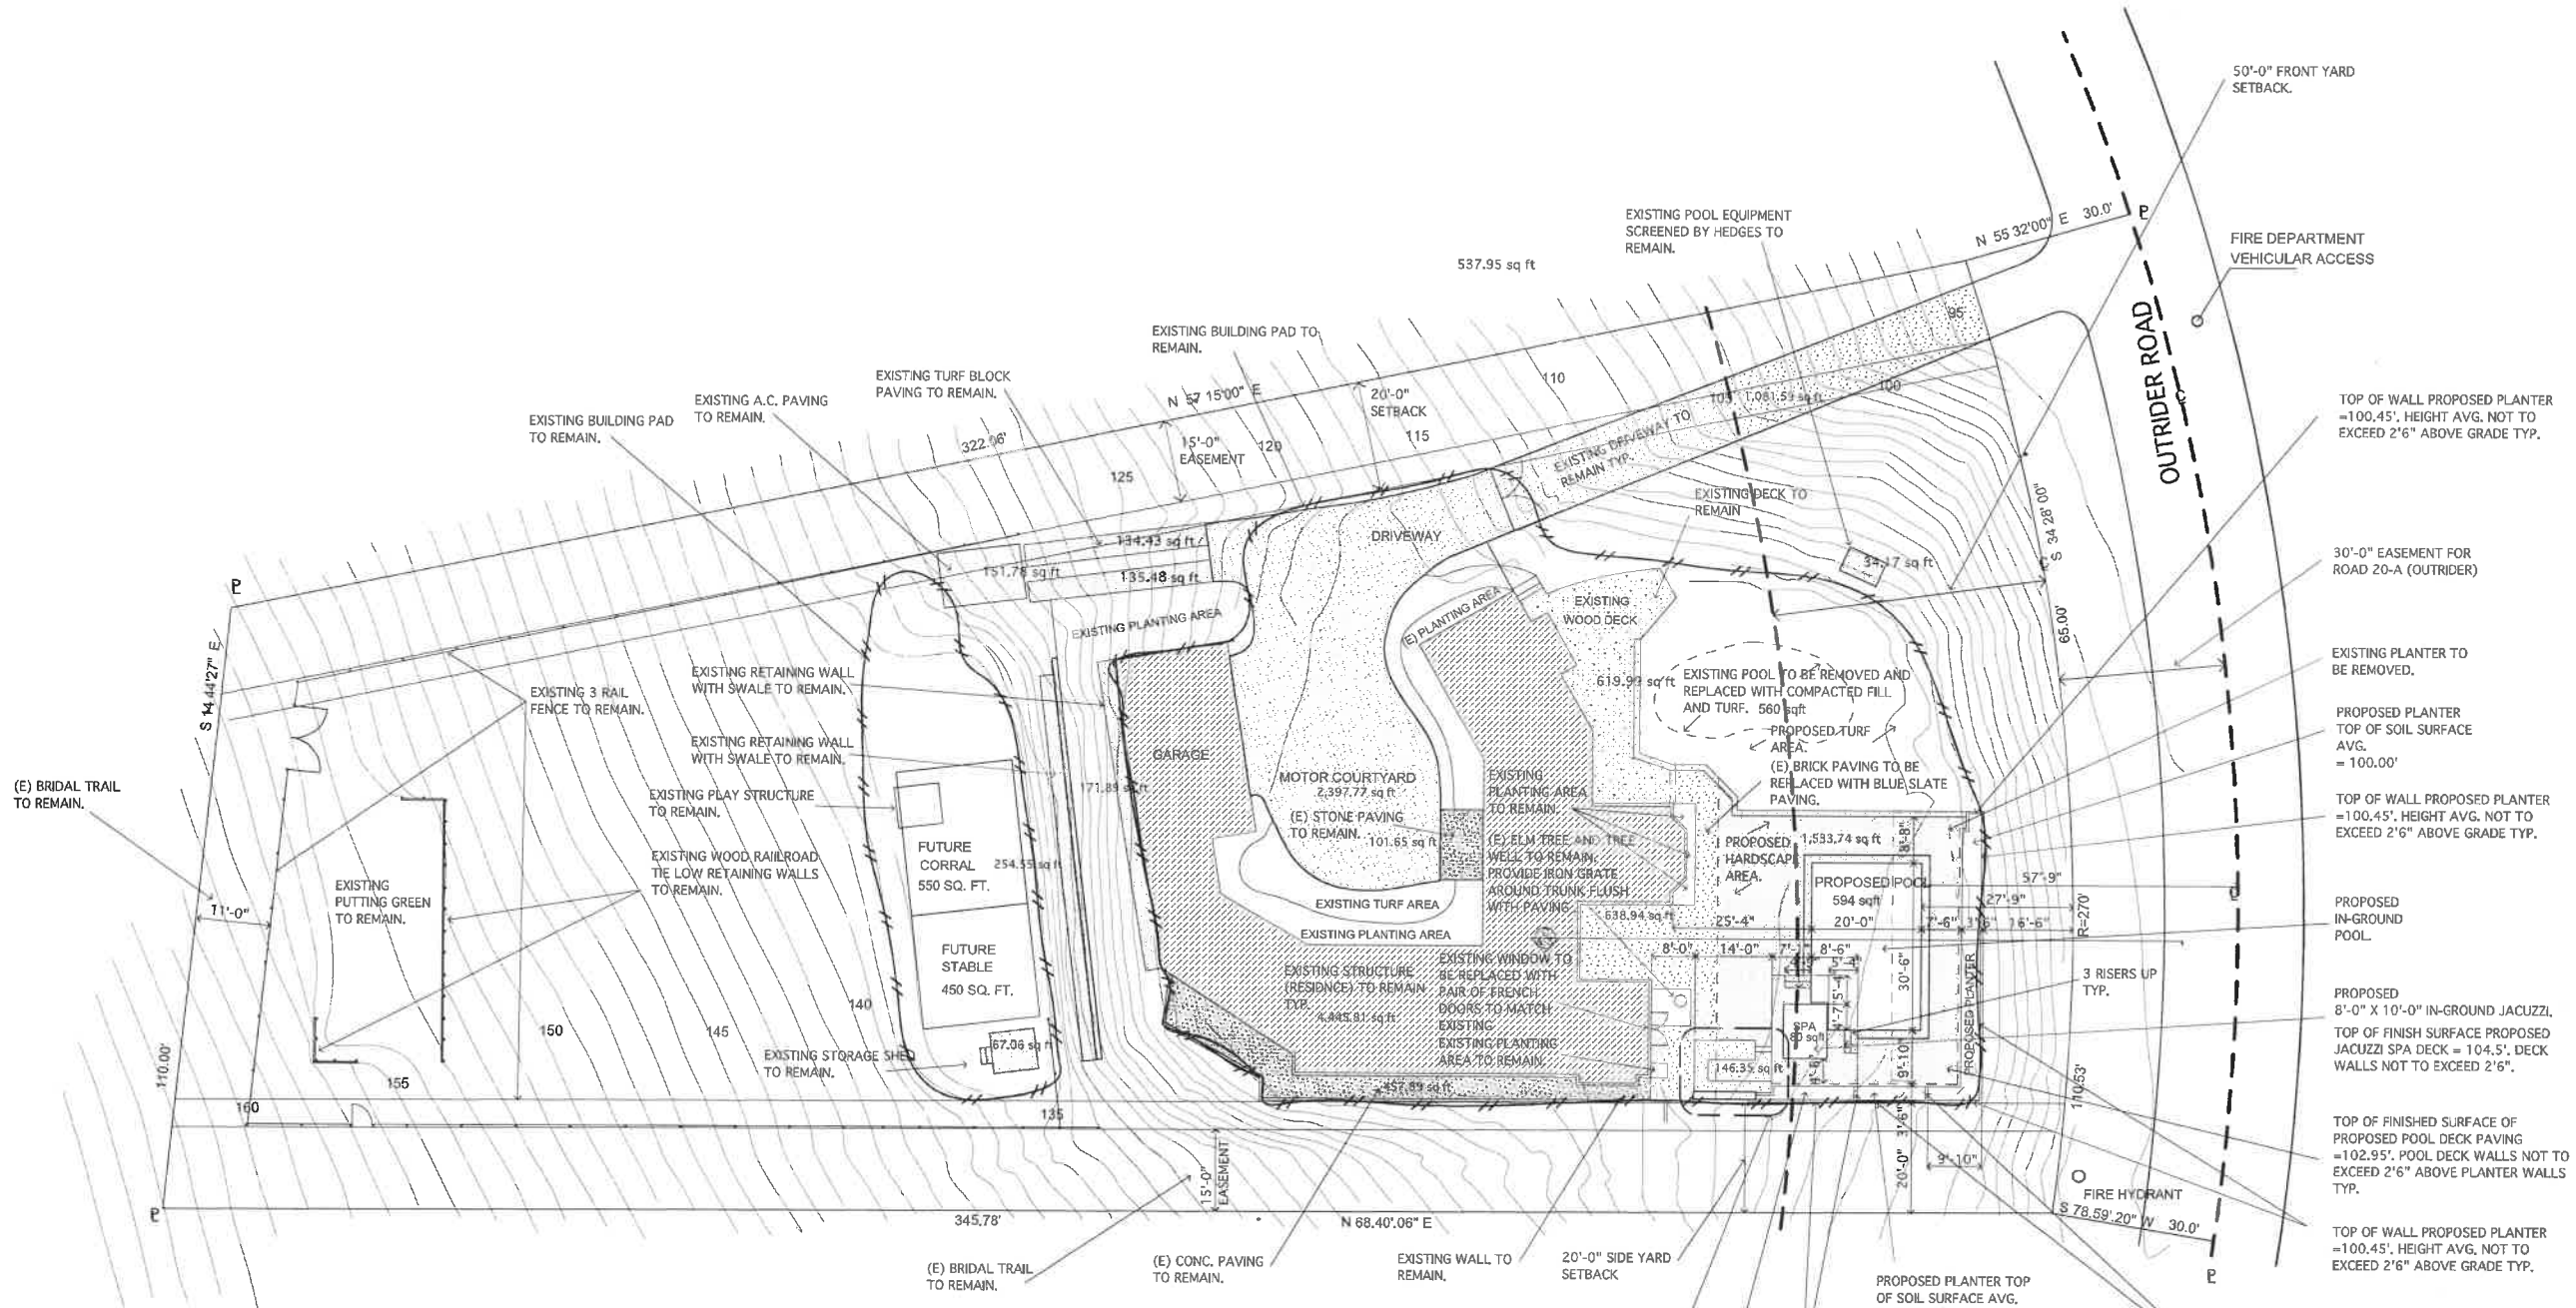 50'-0" FRONT YARD
SETBACK.
N 55 32'00" E 30.0'
P
EXISTING POOL EQUIPMENT
SCREENED BY HEDGES TO
REMAIN.
FIRE DEPARTMENT
VEHICULAR ACCESS
537.95 sq ft
OUTRIDER ROAD
95
EXISTING BUILDING PAD TO
REMAIN.
EXISTING TURF BLOCK
PAVING TO REMAIN.
EXISTING A.C. PAVING
TO REMAIN.
EXISTING BUILDING PAD
TO REMAIN.
N 57 15'00" E
322.06'
20'-0"
SETBACK
15'-0"
EASEMENT
125
120
115
110
105
100
1,081.59 sq ft
EXISTING DRIVEWAY TO
REMAIN TYP.
TOP OF WALL PROPOSED PLANTER
=100.45'. HEIGHT AVG. NOT TO
EXCEED 2'6" ABOVE GRADE TYP.
EXISTING DECK TO
REMAIN
DRIVEWAY
134.43 sq ft
151.78 sq ft
135.48 sq ft
34.17 sq ft
S 34 28' 00"
65.00'
30'-0" EASEMENT FOR
ROAD 20-A (OUTRIDER)
P
S 14 44'27" E
EXISTING PLANTING AREA
(E) PLANTING AREA
EXISTING
WOOD DECK
EXISTING 3 RAIL
FENCE TO REMAIN.
EXISTING RETAINING WALL
WITH SWALE TO REMAIN.
EXISTING RETAINING WALL
WITH SWALE TO REMAIN.
619.99 sq ft
EXISTING POOL TO BE REMOVED AND
REPLACED WITH COMPACTED FILL
AND TURF. 560 sqft
PROPOSED TURF
AREA.
(E) BRICK PAVING TO BE
REPLACED WITH BLUE SLATE
PAVING.
EXISTING PLANTER TO
BE REMOVED.
PROPOSED PLANTER
TOP OF SOIL SURFACE
AVG.
= 100.00'
(E) BRIDAL TRAIL
TO REMAIN.
EXISTING PLAY STRUCTURE
TO REMAIN.
GARAGE
171.89 sq ft
MOTOR COURTYARD
2,397.77 sq ft
(E) STONE PAVING
TO REMAIN.
101.65 sq ft
EXISTING
PLANTING AREA
TO REMAIN.
(E) ELM TREE AND TREE
WELL TO REMAIN.
PROVIDE IRON GRATE
AROUND TRUNK FLUSH
WITH PAVING
PROPOSED
HARDSCAPE
AREA.
1,533.74 sq ft
8'-8"
TOP OF WALL PROPOSED PLANTER
=100.45'. HEIGHT AVG. NOT TO
EXCEED 2'6" ABOVE GRADE TYP.
EXISTING WOOD RAILROAD
TIE LOW RETAINING WALLS
TO REMAIN.
FUTURE
CORRAL
550 SQ. FT.
254.55 sq ft
EXISTING
PUTTING GREEN
TO REMAIN.
11'-0"
EXISTING TURF AREA
EXISTING PLANTING AREA
638.94 sq ft
PROPOSED POOL
594 sqft
57'-9"
27'-9"
25'-4"
20'-0"
7'-6"
3'6"
16'-6"
R=270'
PROPOSED
IN-GROUND
POOL.
FUTURE
STABLE
450 SQ. FT.
EXISTING STRUCTURE
(RESIDNCE) TO REMAIN
TYP.
4,445.81 sq ft
EXISTING WINDOW TO
BE REPLACED WITH
PAIR OF FRENCH
DOORS TO MATCH
EXISTING
EXISTING PLANTING
AREA TO REMAIN.
8'-0"
14'-0"
8'-6"
30'-6"
PROPOSED PLANTER
3 RISERS UP
TYP.
PROPOSED
8'-0" X 10'-0" IN-GROUND JACUZZI.
TOP OF FINISH SURFACE PROPOSED
JACUZZI SPA DECK = 104.5'. DECK
WALLS NOT TO EXCEED 2'6".
SPA
80 sqft
140
145
150
155
160
135
EXISTING STORAGE SHED
TO REMAIN.
67.06 sq ft
457.89 sq ft
146.35 sq ft
4'-6"
9'-10"
110.00'
110.53'
TOP OF FINISHED SURFACE OF
PROPOSED POOL DECK PAVING
=102.95'. POOL DECK WALLS NOT TO
EXCEED 2'6" ABOVE PLANTER WALLS
TYP.
15'-0"
EASEMENT
3'6"
20'-0"
9'-10"
FIRE HYDRANT
S 78.59'.20" W 30.0'
P
345.78'
N 68.40'.06" E
(E) BRIDAL TRAIL
TO REMAIN.
(E) CONC. PAVING
TO REMAIN.
EXISTING WALL TO
REMAIN.
20'-0" SIDE YARD
SETBACK
PROPOSED PLANTER TOP
OF SOIL SURFACE AVG.
P
TOP OF WALL PROPOSED PLANTER
=100.45'. HEIGHT AVG. NOT TO
EXCEED 2'6" ABOVE GRADE TYP.